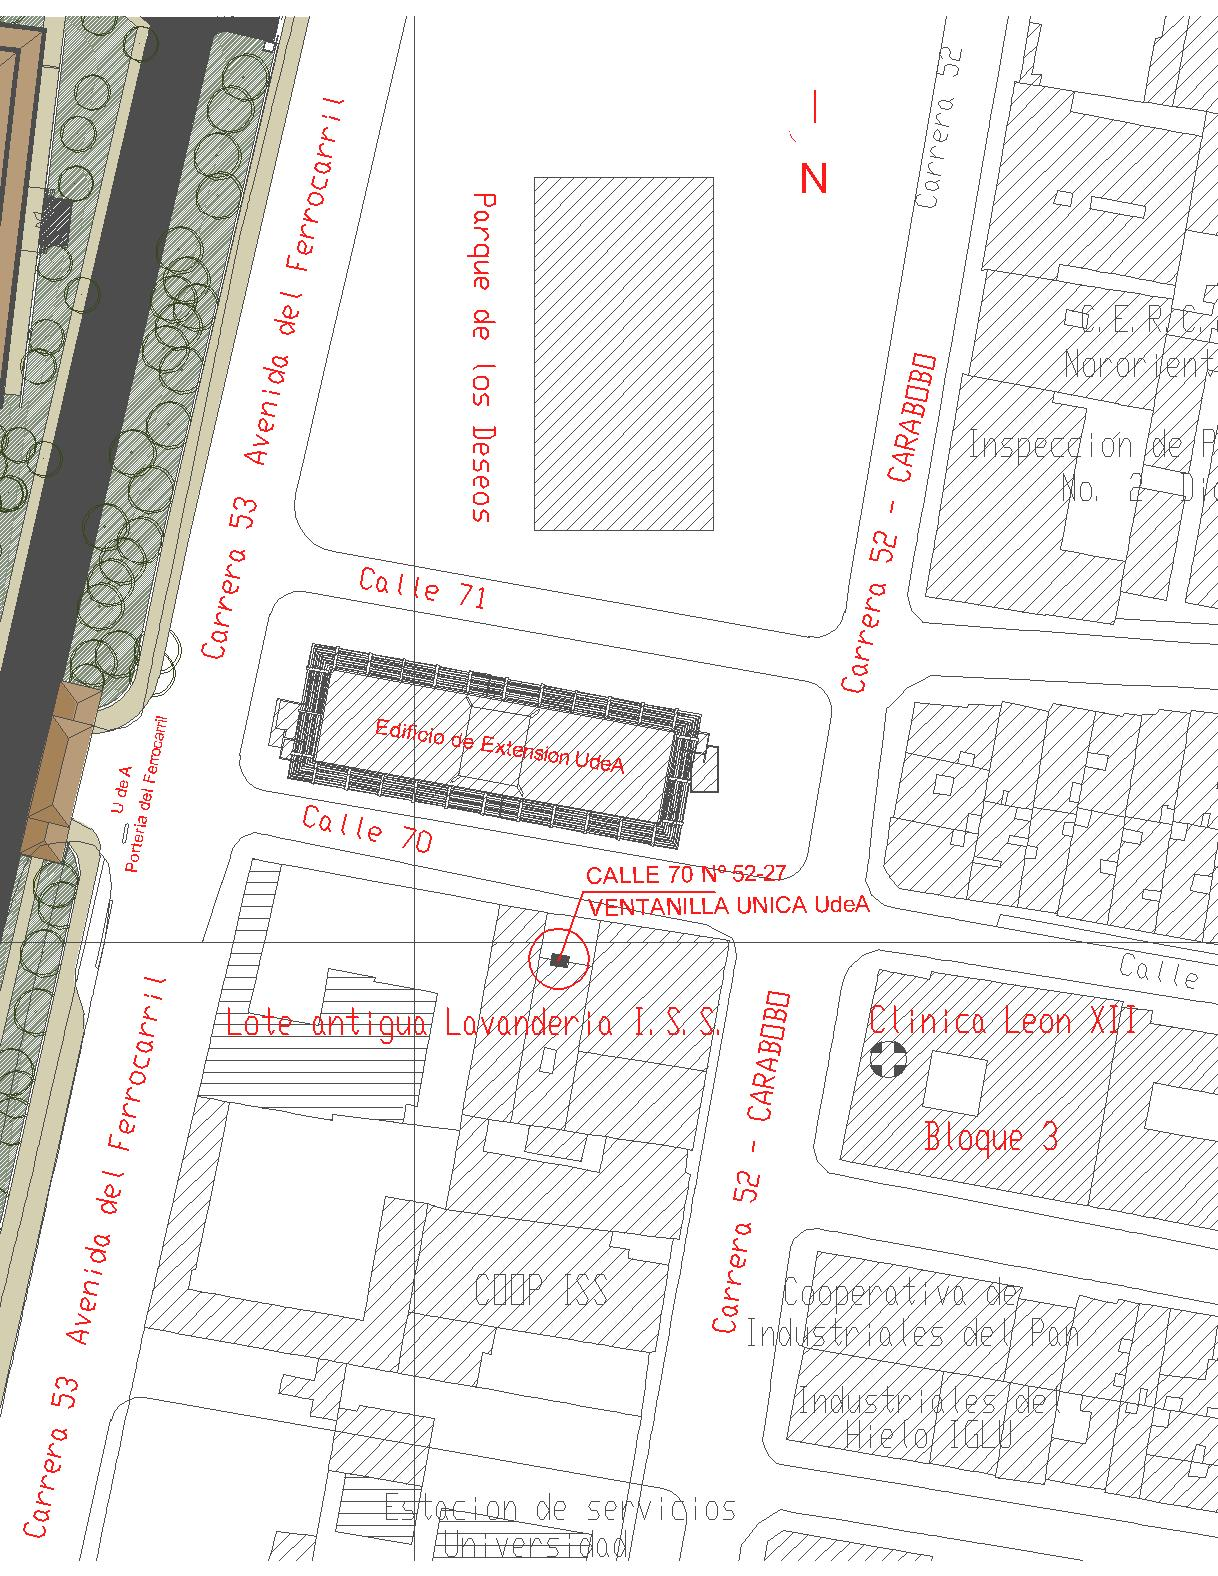 Carrera 52
N
Carrera 53 Avenida del Ferrocarril
Parque de los Deseos
C. E. R. C.
Nororient
Inspeccion de P
No. 2 Di
Carrera 52 - CARABOBO
Calle 71
Edificio de Extension UdeA
U de A
Porteria del Ferrocarril
Calle 70
CALLE 70 Nº 52-27
VENTANILLA UNICA UdeA
Calle
Lote antigua Lavanderia I. S. S.
Clinica Leon XII
Bloque 3
Carrera 52 - CARABOBO
Carrera 53 Avenida del Ferrocarril
COOP ISS
Cooperativa de
Industriales del Pan
Industriales del
Hielo IGLU
Estacion de servicios
Universidad